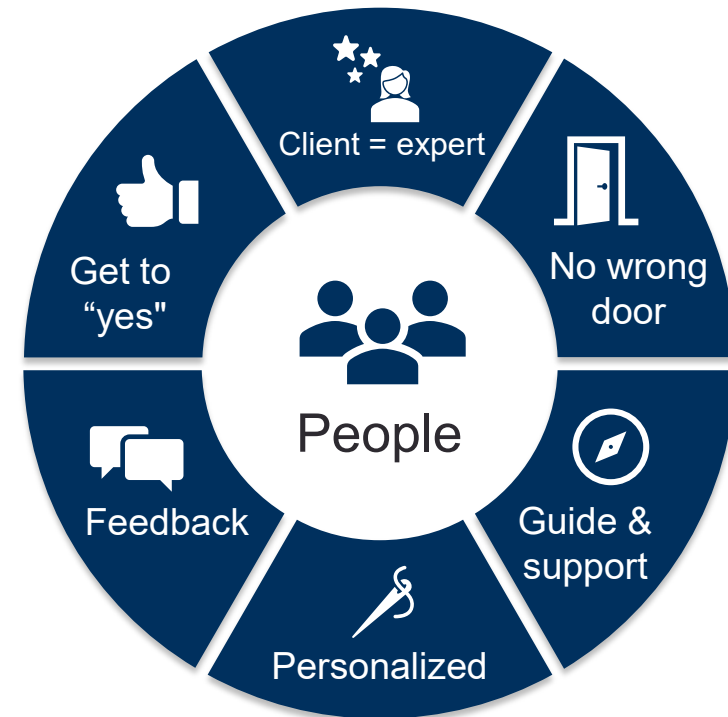 Client = expert
No wrong
door
Guide &
support
Personalized
Feedback
Get to
“yes"
People